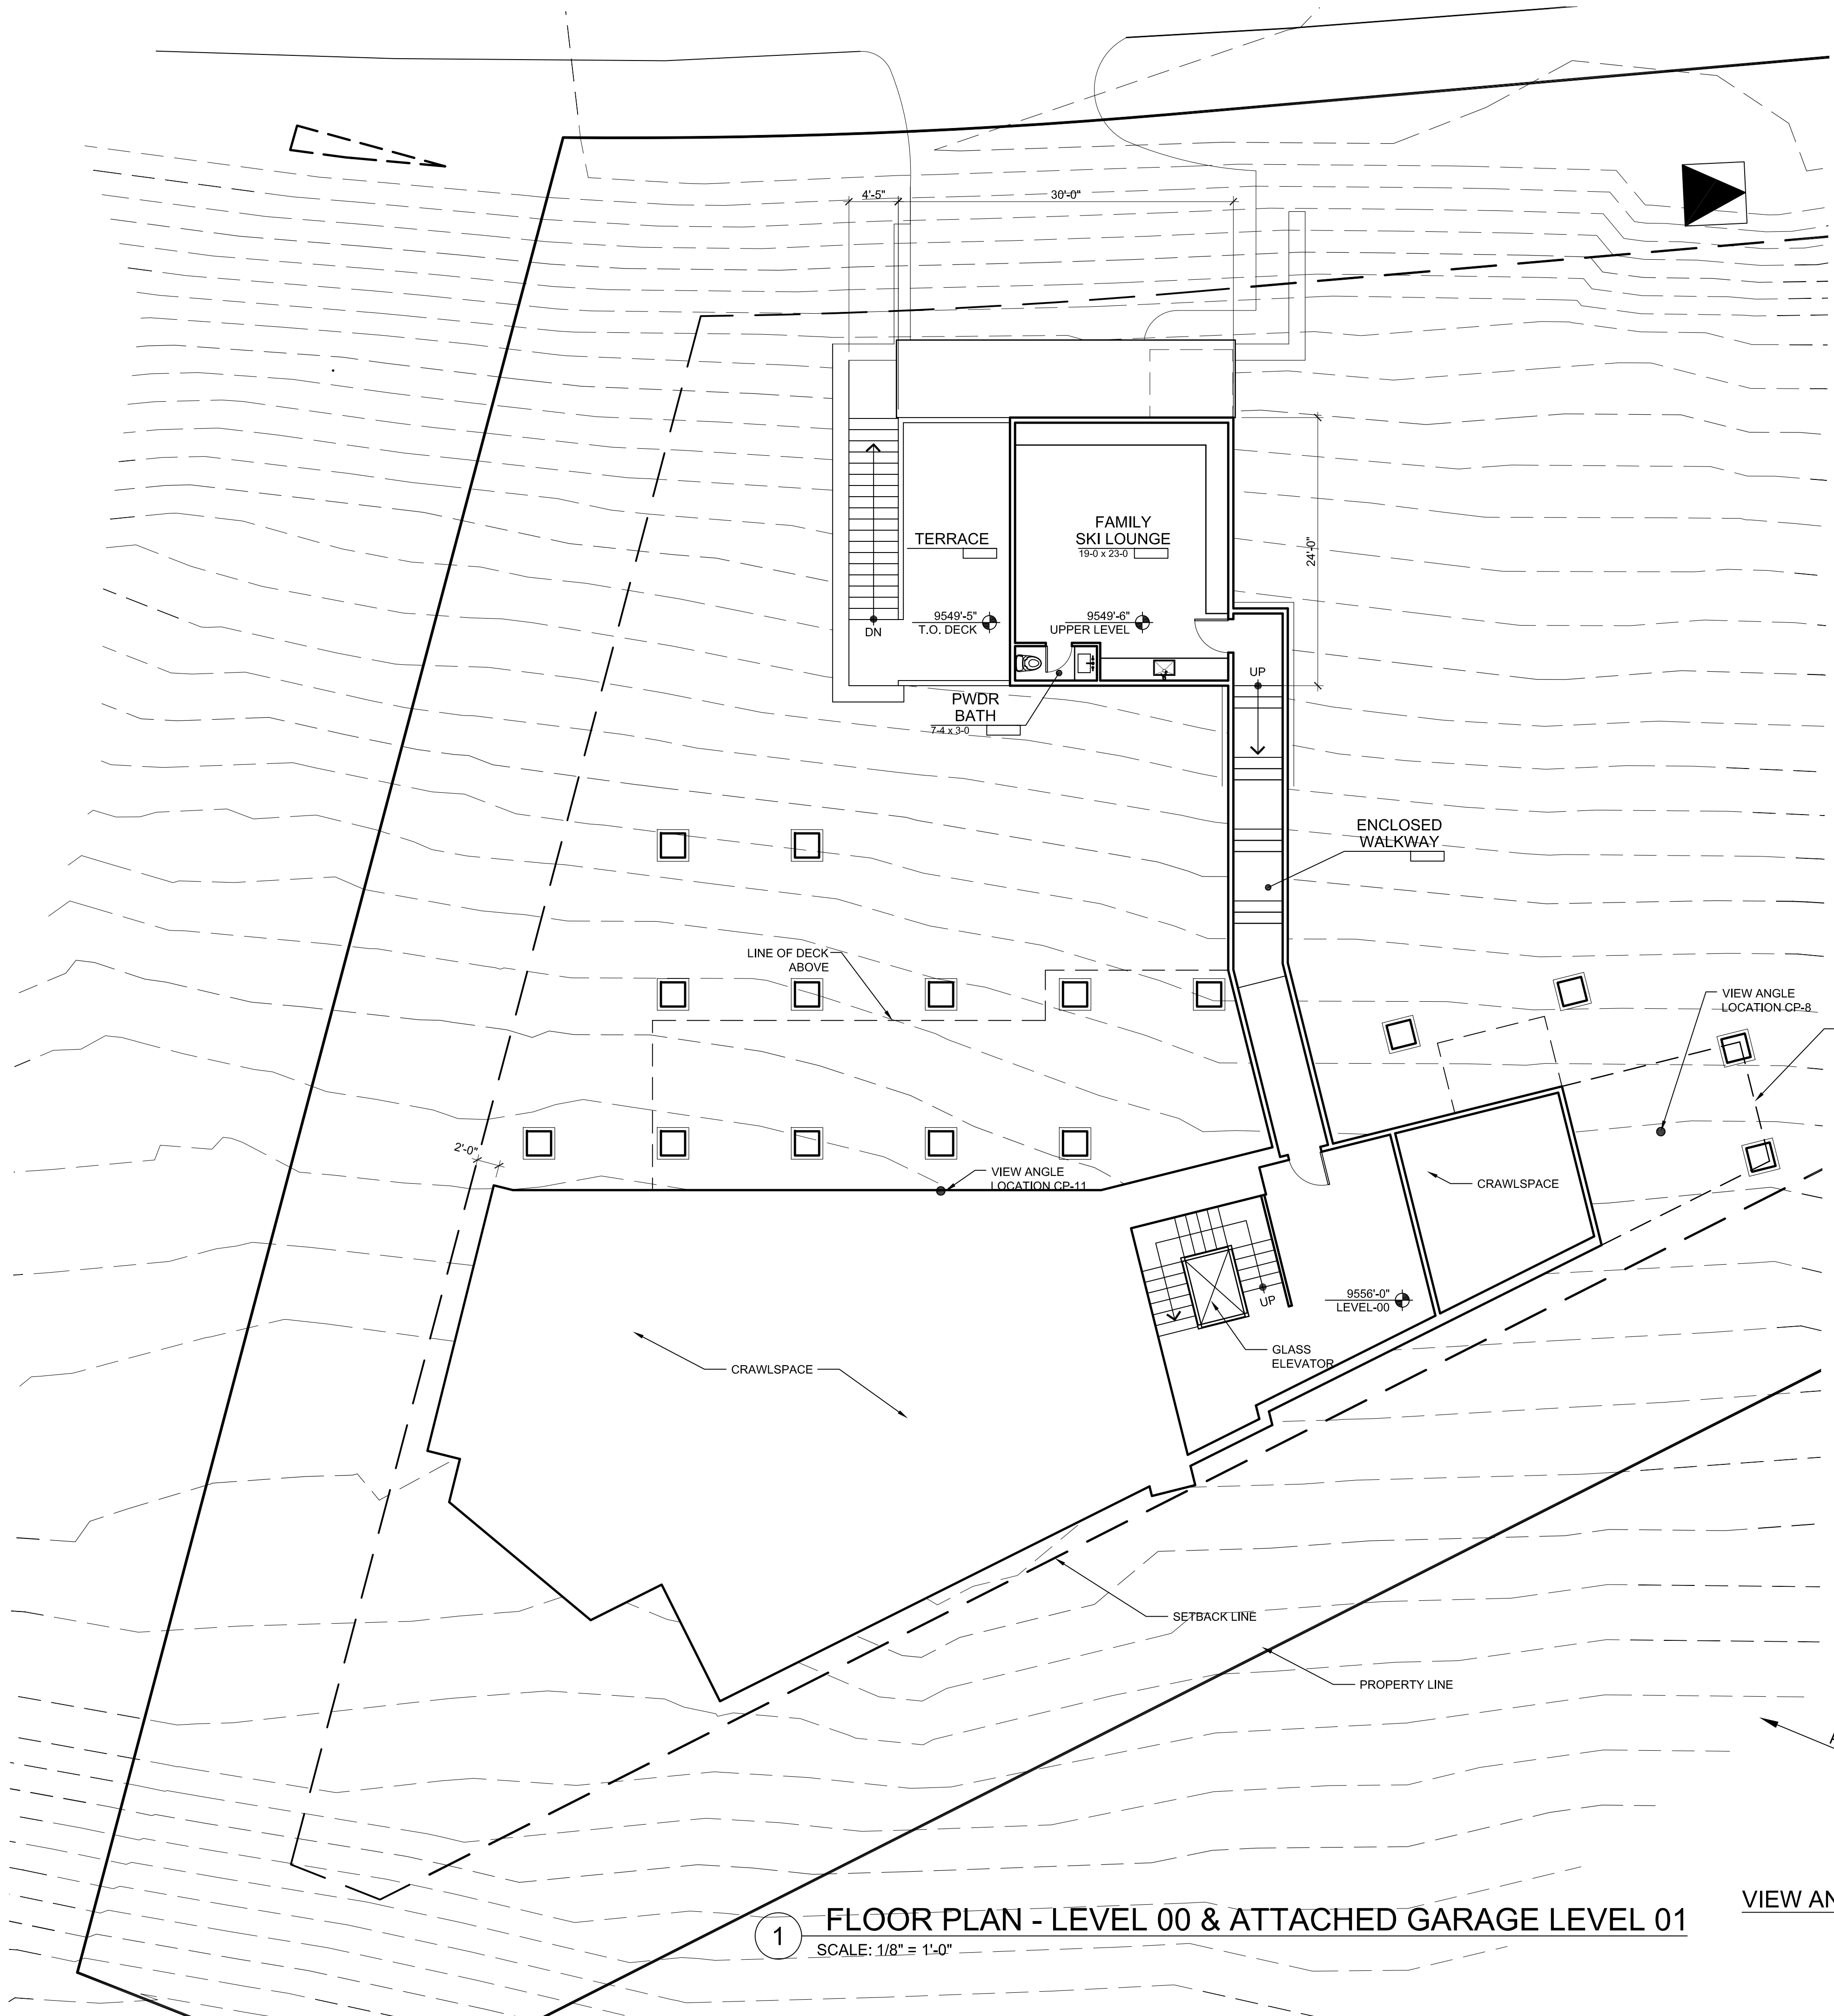 4'-5"
30'-0"
24'-0"
FAMILY
SKI LOUNGE
19-0 x 23-0
TERRACE
9549'-5"
T.O. DECK
9549'-6"
UPPER LEVEL
DN
UP
PWDR
BATH
7-4 x 3-0
ENCLOSED
WALKWAY
LINE OF DECK
ABOVE
VIEW ANGLE
LOCATION CP-8
2'-0"
VIEW ANGLE
LOCATION CP-11
CRAWLSPACE
UP
9556'-0"
LEVEL-00
GLASS
ELEVATOR
CRAWLSPACE
SETBACK LINE
PROPERTY LINE
VIEW AN
1
FLOOR PLAN - LEVEL 00 & ATTACHED GARAGE LEVEL 01
SCALE: 1/8" = 1'-0"